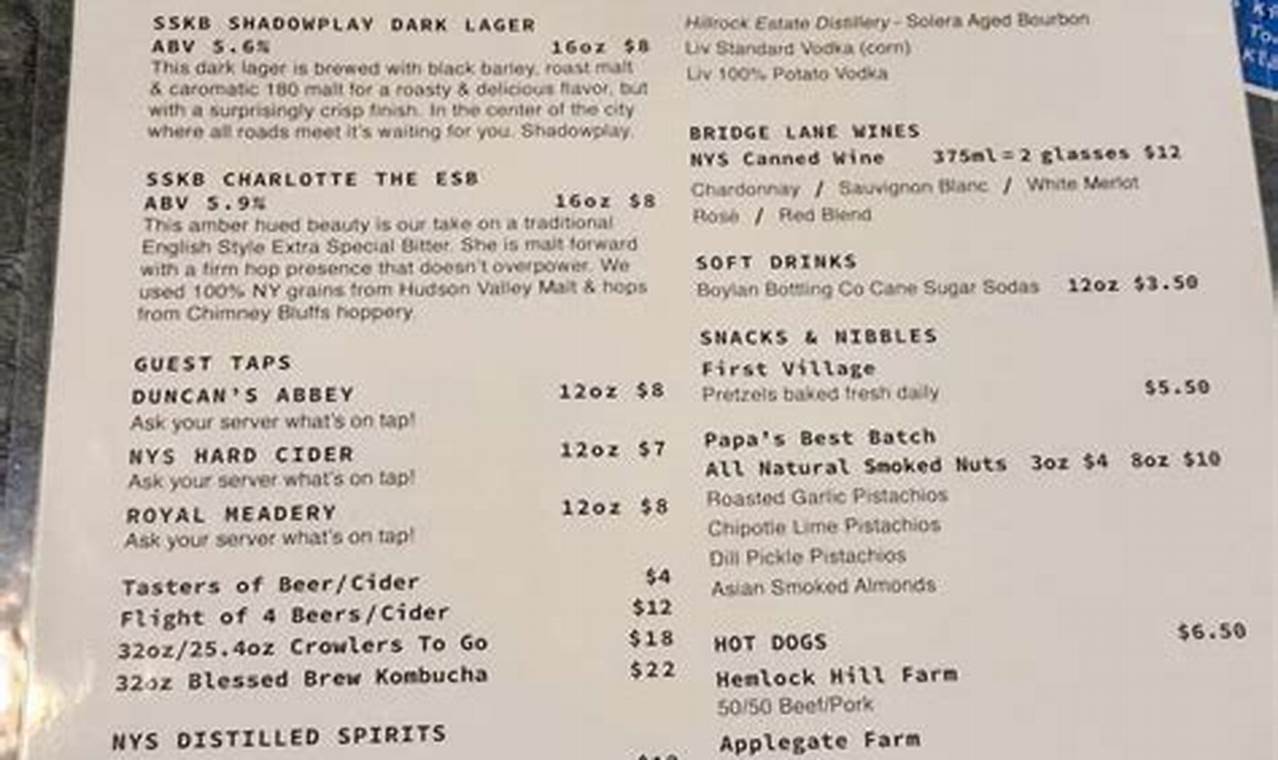 SSKB SHADOWPLAY DARK LAGER
ABV 5.6% 16oz $8
This dark lager is brewed with black barley, roast malt
& caromatic 180 malt for a roasty & delicious flavor, but
with a surprisingly crisp finish. In the center of the city
where all roads meet it's waiting for you. Shadowplay.
SSKB CHARLOTTE THE ESB
ABV 5.9% 16oz $8
This amber hued beauty is our take on a traditional
English Style Extra Special Bitter. She is malt forward
with a firm hop presence that doesn't overpower. We
used 100% NY grains from Hudson Valley Malt & hops
from Chimney Bluffs hoppery
GUEST TAPS
DUNCAN'S ABBEY 12oz $8
Ask your server what's on tap!
NYS HARD CIDER 12oz $7
Ask your server what's on tap!
ROYAL MEADERY 12oz $8
Ask your server what's on tap!
Tasters of Beer/Cider $4
Flight of 4 Beers/Cider $12
32oz/25.4oz Crowlers To Go $18
32oz Blessed Brew Kombucha $22
NYS DISTILLED SPIRITS
Hillrock Estate Distillery - Solera Aged Bourbon
Liv Standard Vodka (corn)
Liv 100% Potato Vodka
BRIDGE LANE WINES
NYS Canned Wine 375ml = 2 glasses $12
Chardonnay / Sauvignon Blanc / White Merlot
Rosé / Red Blend
SOFT DRINKS
Boylan Bottling Co Cane Sugar Sodas 12oz $3.50
SNACKS & NIBBLES
First Village
Pretzels baked fresh daily $5.50
Papa's Best Batch
All Natural Smoked Nuts 3oz $4 8oz $10
Roasted Garlic Pistachios
Chipotle Lime Pistachios
Dill Pickle Pistachios
Asian Smoked Almonds
HOT DOGS $6.50
Hemlock Hill Farm
50/50 Beef/Pork
Applegate Farm